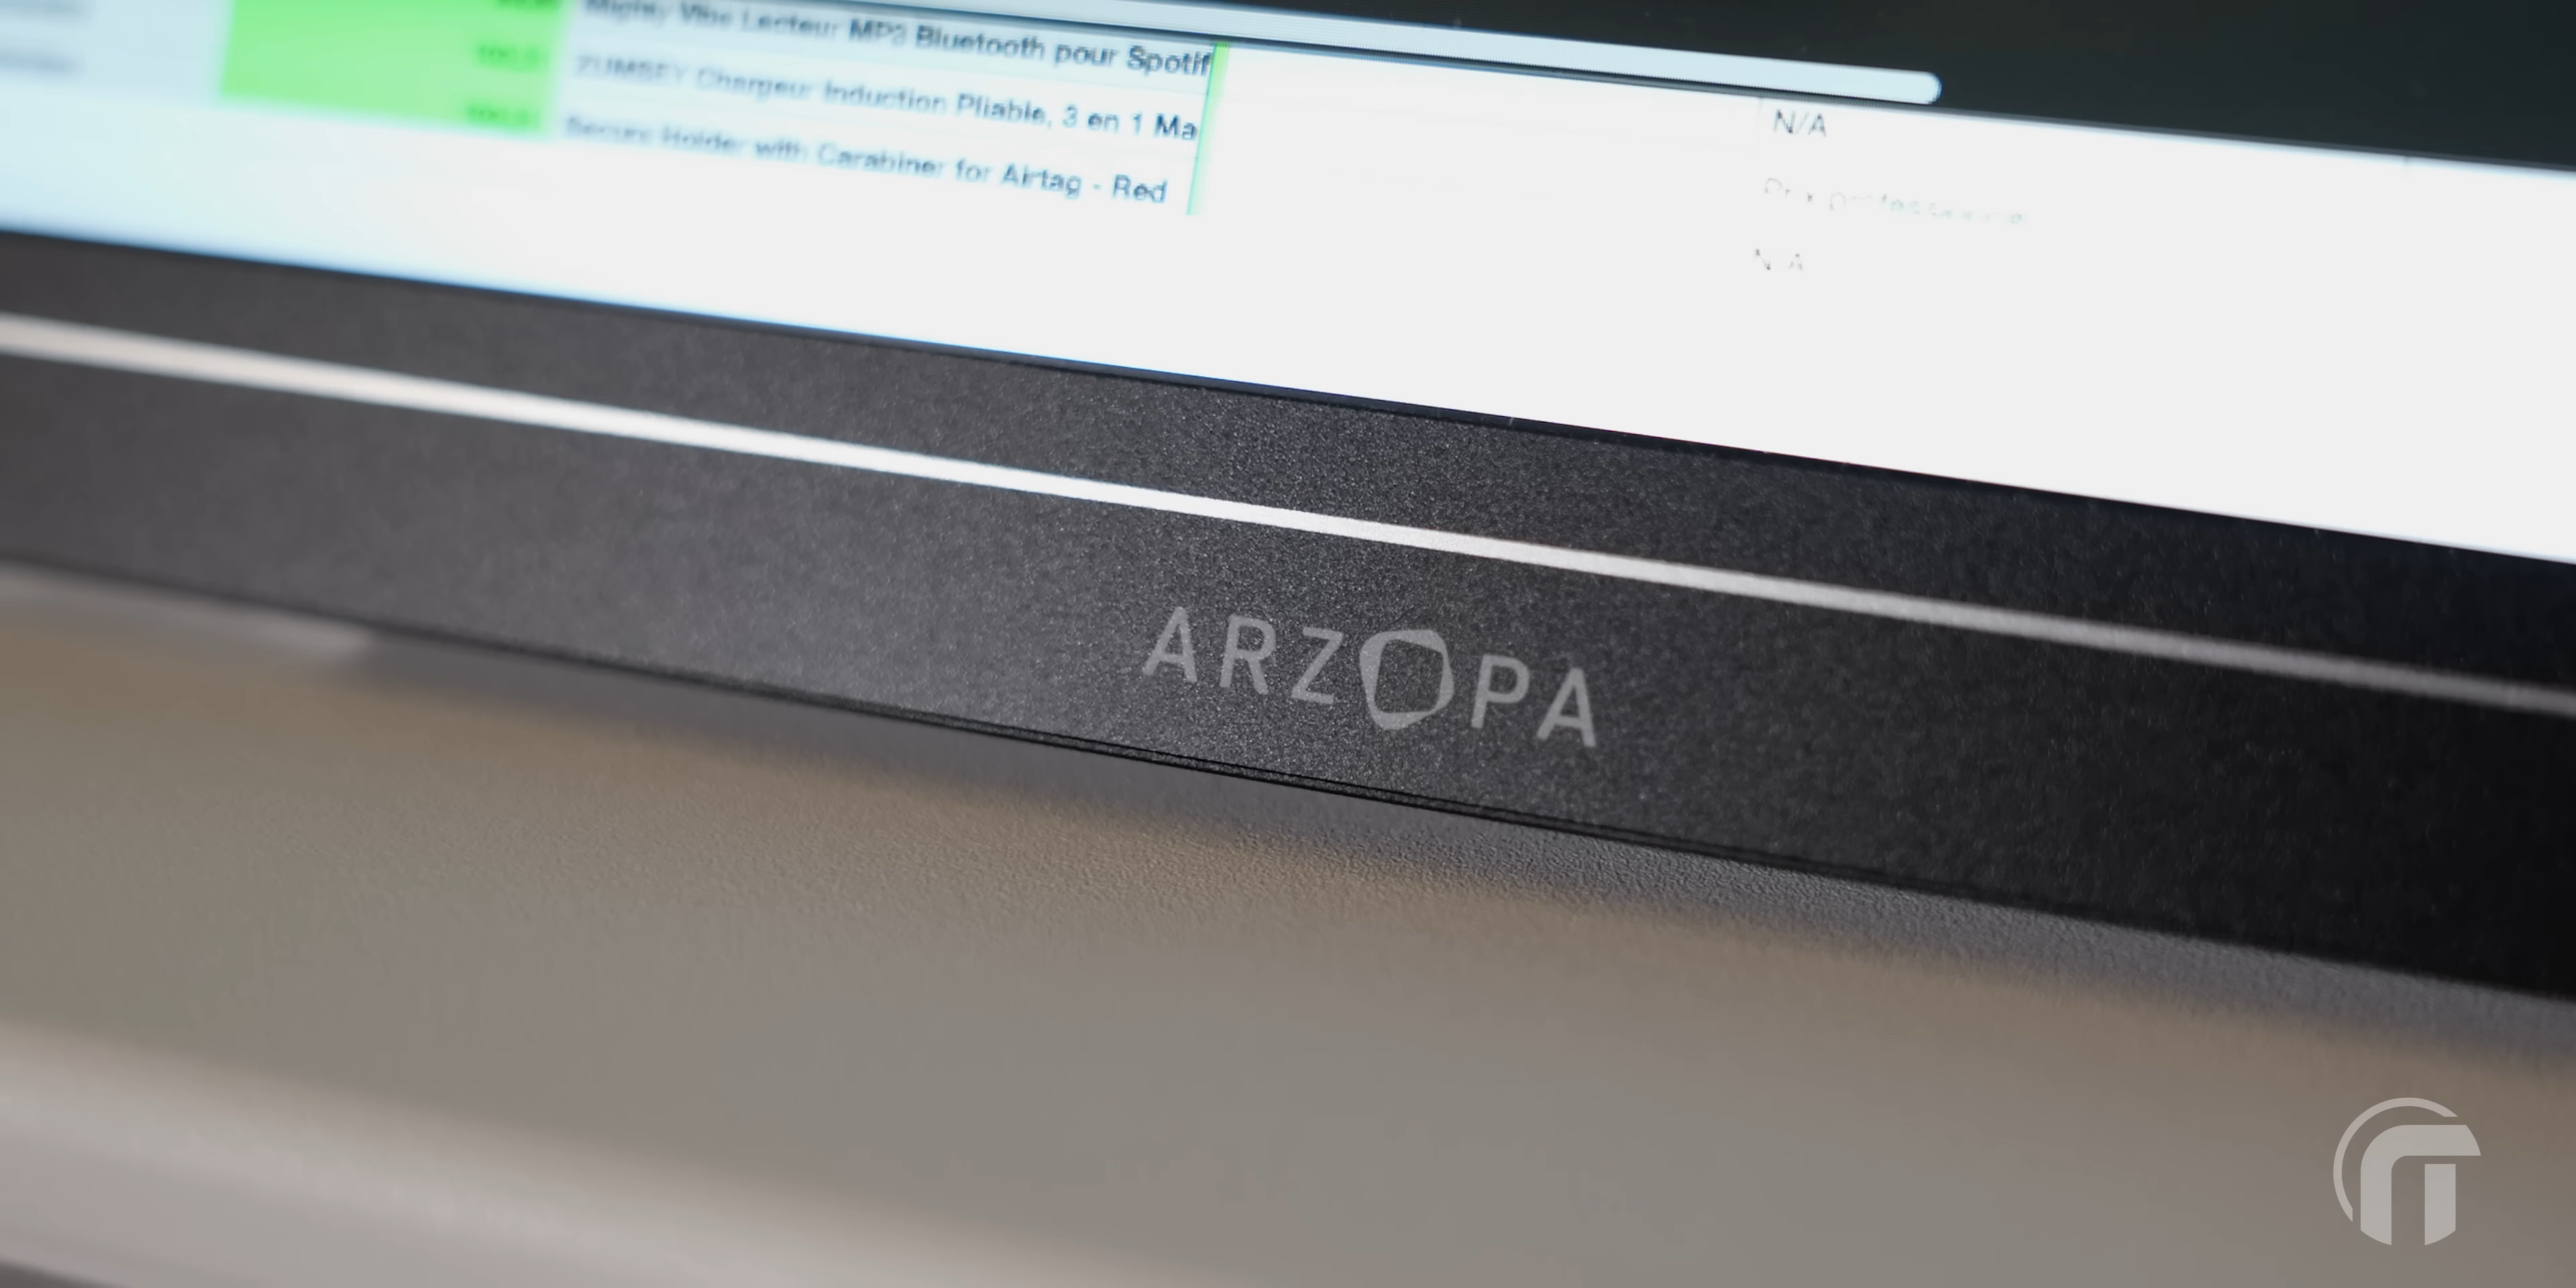 Mighty Vibe Lecteur MP3 Bluetooth pour Spotif
ZUMSEY Chargeur Induction Pliable, 3 en 1 Ma
Secure Holder with Carabiner for Airtag - Red
N/A
N/A
ARZOPA